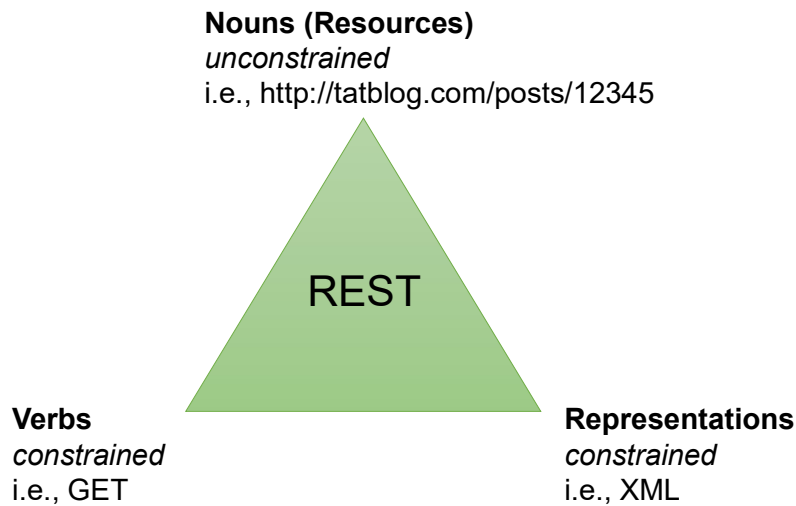 Nouns (Resources)
unconstrained
i.e., http://tatblog.com/posts/12345
REST
Verbs
constrained
i.e., GET
Representations
constrained
i.e., XML